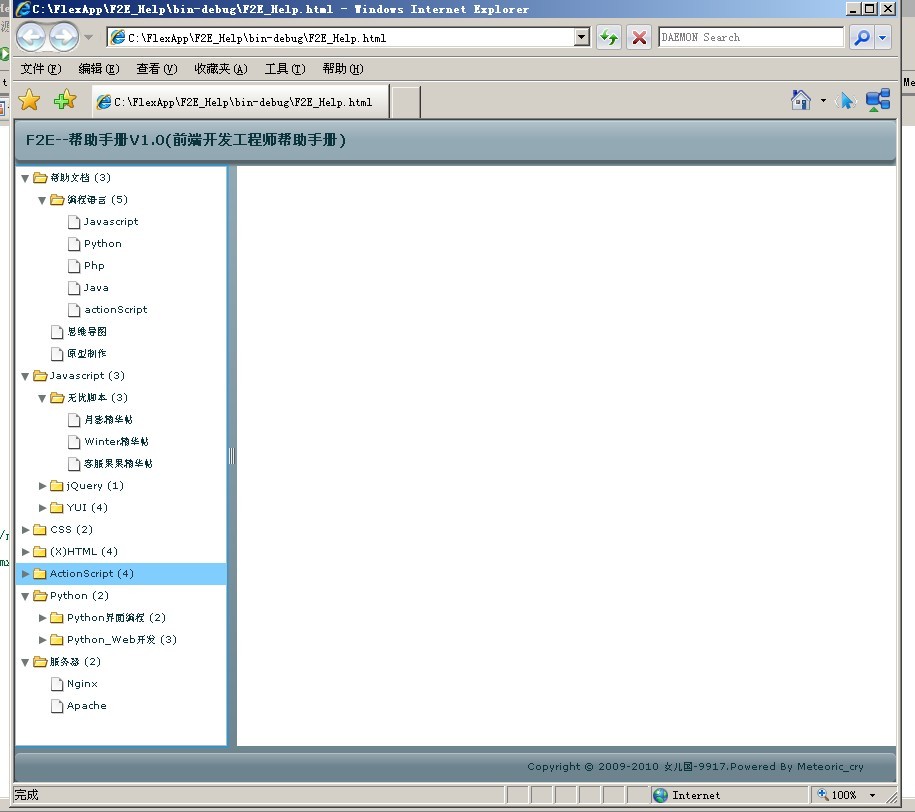 C:\FlexApp\F2E_Help\bin-debug\F2E_Help.html - Windows Internet Explorer
C:\FlexApp\F2E_Help\bin-debug\F2E_Help.html DAEMON Search
文件(F) 编辑(E) 查看(V) 收藏夹(A) 工具(T) 帮助(H)
C:\FlexApp\F2E_Help\bin-debug\F2E_Help.html
F2E--帮助手册V1.0(前端开发工程师帮助手册)
帮助文档 (3)
编程语言 (5)
Javascript
Python
Php
Java
actionScript
思维导图
原型制作
Javascript (3)
无忧脚本 (3)
月影精华帖
Winter精华帖
客服果果精华帖
jQuery (1)
YUI (4)
CSS (2)
(X)HTML (4)
ActionScript (4)
Python (2)
Python界面编程 (2)
Python_Web开发 (3)
服务器 (2)
Nginx
Apache
Copyright © 2009-2010 女儿国-9917.Powered By Meteoric_cry
完成 Internet 100%